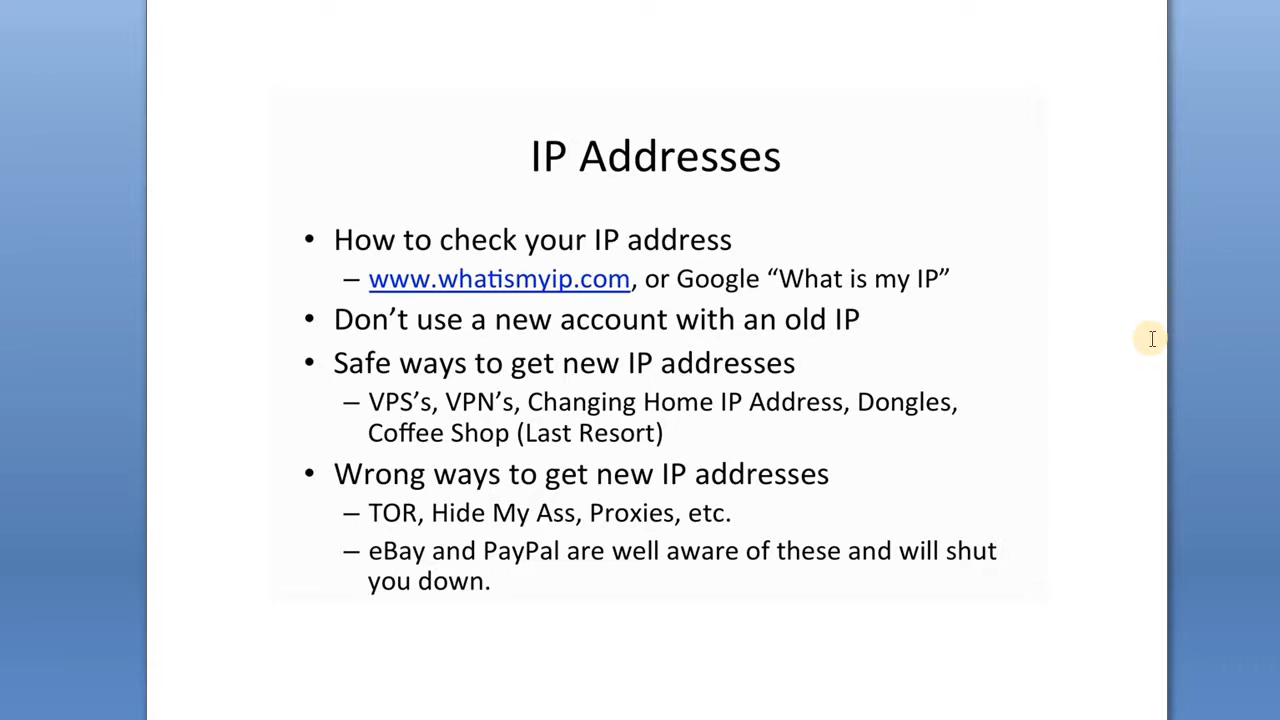 IP Addresses
• How to check your IP address
– www.whatismyip.com, or Google “What is my IP”
• Don’t use a new account with an old IP
• Safe ways to get new IP addresses
– VPS’s, VPN’s, Changing Home IP Address, Dongles,
Coffee Shop (Last Resort)
• Wrong ways to get new IP addresses
– TOR, Hide My Ass, Proxies, etc.
– eBay and PayPal are well aware of these and will shut
you down.